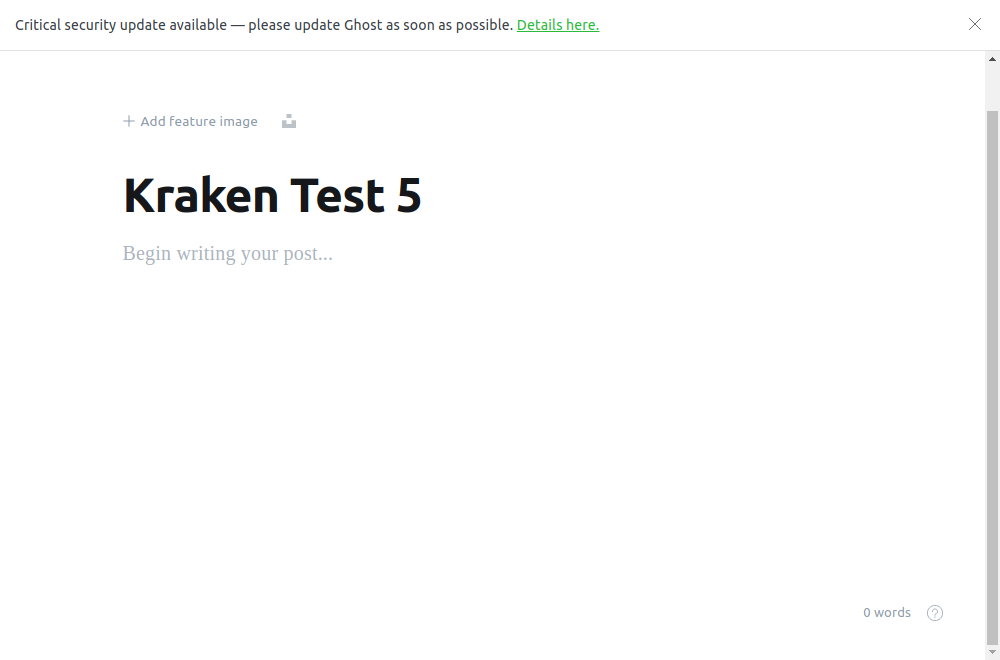 Critical security update available — please update Ghost as soon as possible. Details here.
Add feature image
Kraken Test 5
Begin writing your post...
0 words